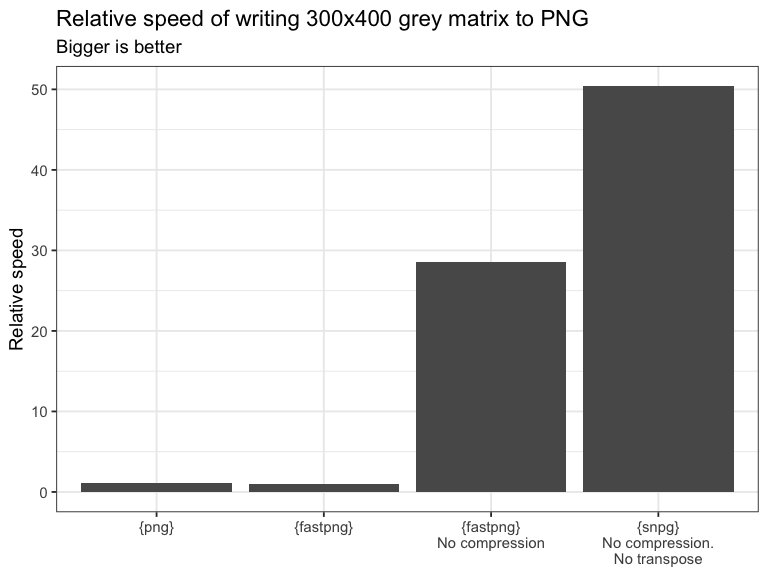 Relative speed of writing 300x400 grey matrix to PNG
Bigger is better
Relative speed
50
40
30
20
10
0
{png}
{fastpng}
{fastpng}
No compression
{snpg}
No compression.
No transpose